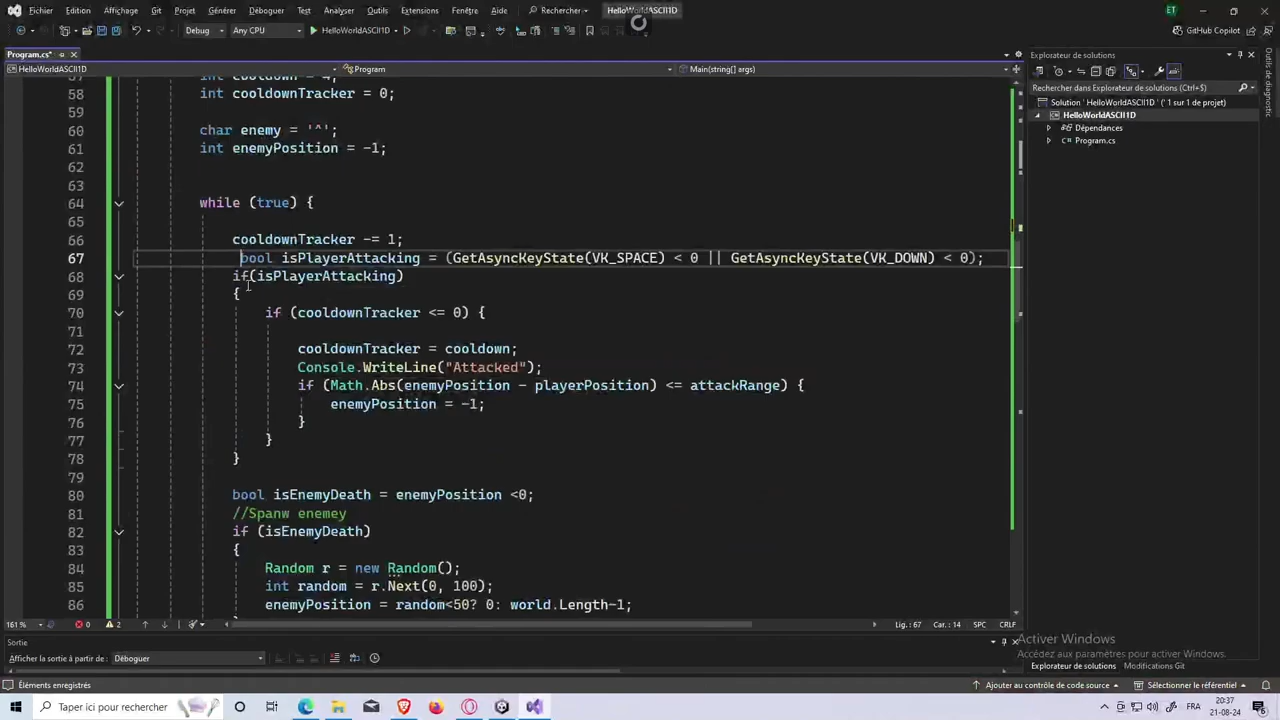 Fichier Edition Affichage Git Projet Générer Déboguer Test Analyser Outils Extensions Fenêtre Aide Rechercher HelloWorldASCII1D ET
Debug Any CPU HelloWorldASCII1D GitHub Copilot
Program.cs* Explorateur de solutions
HelloWorldASCII1D Program Main(string[] args)
Rechercher dans Explorateur de solutions (Ctrl+$)
Solution 'HelloWorldASCII1D' (' 1 sur 1 de projet)
HelloWorldASCII1D
Dépendances
Program.cs
Outils de diagnostic
58 int cooldownTracker = 0;
59
60 char enemy = '^';
61 int enemyPosition = -1;
62
63
64 while (true) {
65
66 cooldownTracker -= 1;
67 bool isPlayerAttacking = (GetAsyncKeyState(VK_SPACE) < 0 || GetAsyncKeyState(VK_DOWN) < 0);
68 if(isPlayerAttacking)
69 {
70 if (cooldownTracker <= 0) {
71
72 cooldownTracker = cooldown;
73 Console.WriteLine("Attacked");
74 if (Math.Abs(enemyPosition - playerPosition) <= attackRange) {
75 enemyPosition = -1;
76 }
77 }
78 }
79
80 bool isEnemyDeath = enemyPosition <0;
81 //Spanw enemey
82 if (isEnemyDeath)
83 {
84 Random r = new Random();
85 int random = r.Next(0, 100);
86 enemyPosition = random<50? 0: world.Length-1;
161 % 0 2 Lig : 67 Car. : 14 SPC CRLF
Sortie
Afficher la sortie à partir de : Déboguer
Activer Windows
Accédez aux paramètres pour activer Windows.
Explorateur de solutions Modifications Git
Éléments enregistrés Ajouter au contrôle de code source Sélectionner le référentiel
Taper ici pour rechercher FRA 20:37 21-08-24